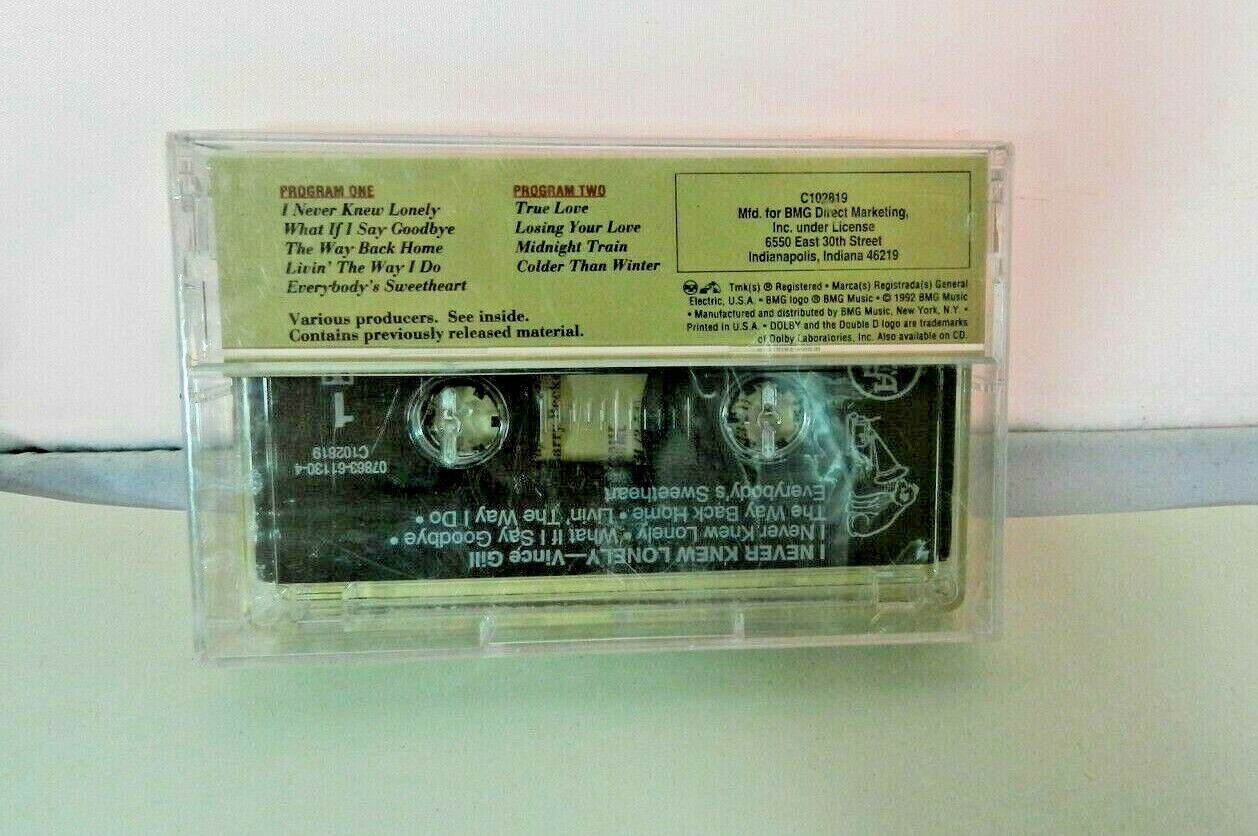 PROGRAM ONE
I Never Knew Lonely
What If I Say Goodbye
The Way Back Home
Livin' The Way I Do
Everybody's Sweetheart
PROGRAM TWO
True Love
Losing Your Love
Midnight Train
Colder Than Winter
Various producers. See inside.
Contains previously released material.
C102819
Mfd. for BMG Direct Marketing,
Inc. under License
6550 East 30th Street
Indianapolis, Indiana 46219
Tmk(s) ® Registered • Marca(s) Registrada(s) General
Electric, U.S.A. • BMG logo ® BMG Music • © 1992 BMG Music
• Manufactured and distributed by BMG Music, New York, N.Y. •
Printed in U.S.A. • DOLBY and the Double D logo are trademarks
of Dolby Laboratories, Inc. Also available on CD.
I NEVER KNEW LONELY—Vince Gill
I Never Knew Lonely • What If I Say Goodbye •
The Way Back Home • Livin' The Way I Do •
Everybody's Sweetheart
07863-61130-4
C102819
1